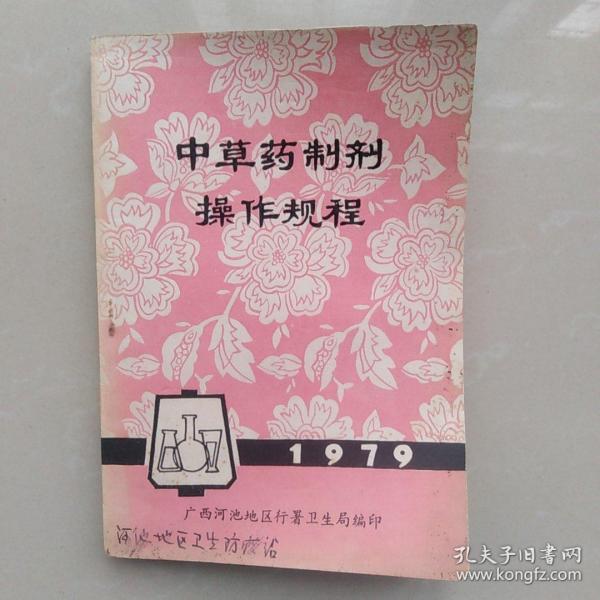 中草药制剂
操作规程
1979
广西河池地区行署卫生局编印
河池地区卫生防疫站
孔夫子旧书网
www.kongfz.com